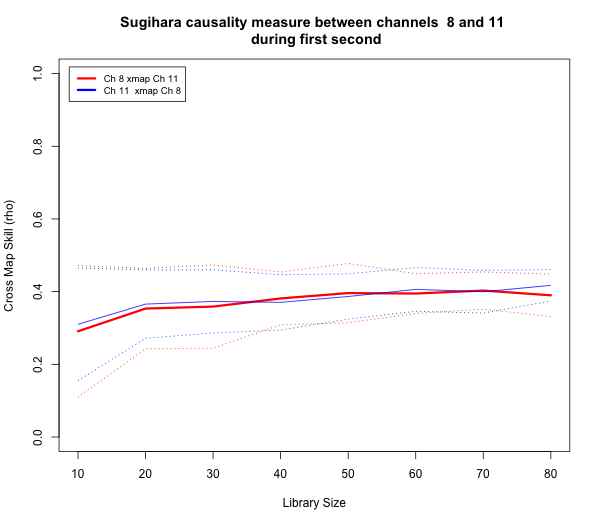 Sugihara causality measure between channels  8 and 11
during first second
Ch 8 xmap Ch 11
Ch 11  xmap Ch 8
Cross Map Skill (rho)
1.0
0.8
0.6
0.4
0.2
0.0
10 20 30 40 50 60 70 80
Library Size